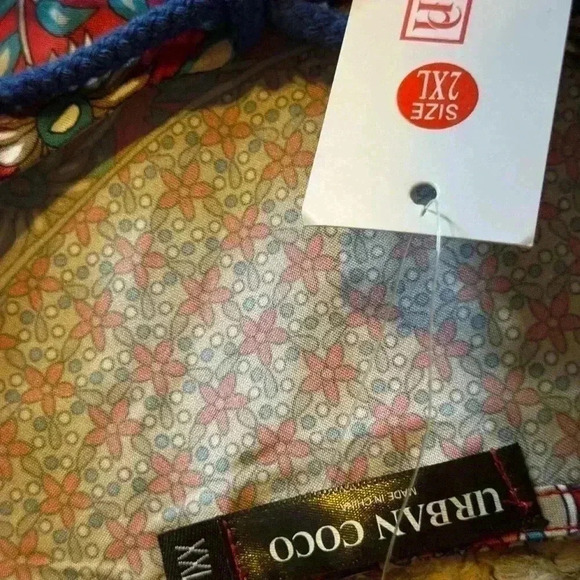 SIZE
2XL
URBAN COCO
MADE IN CHINA